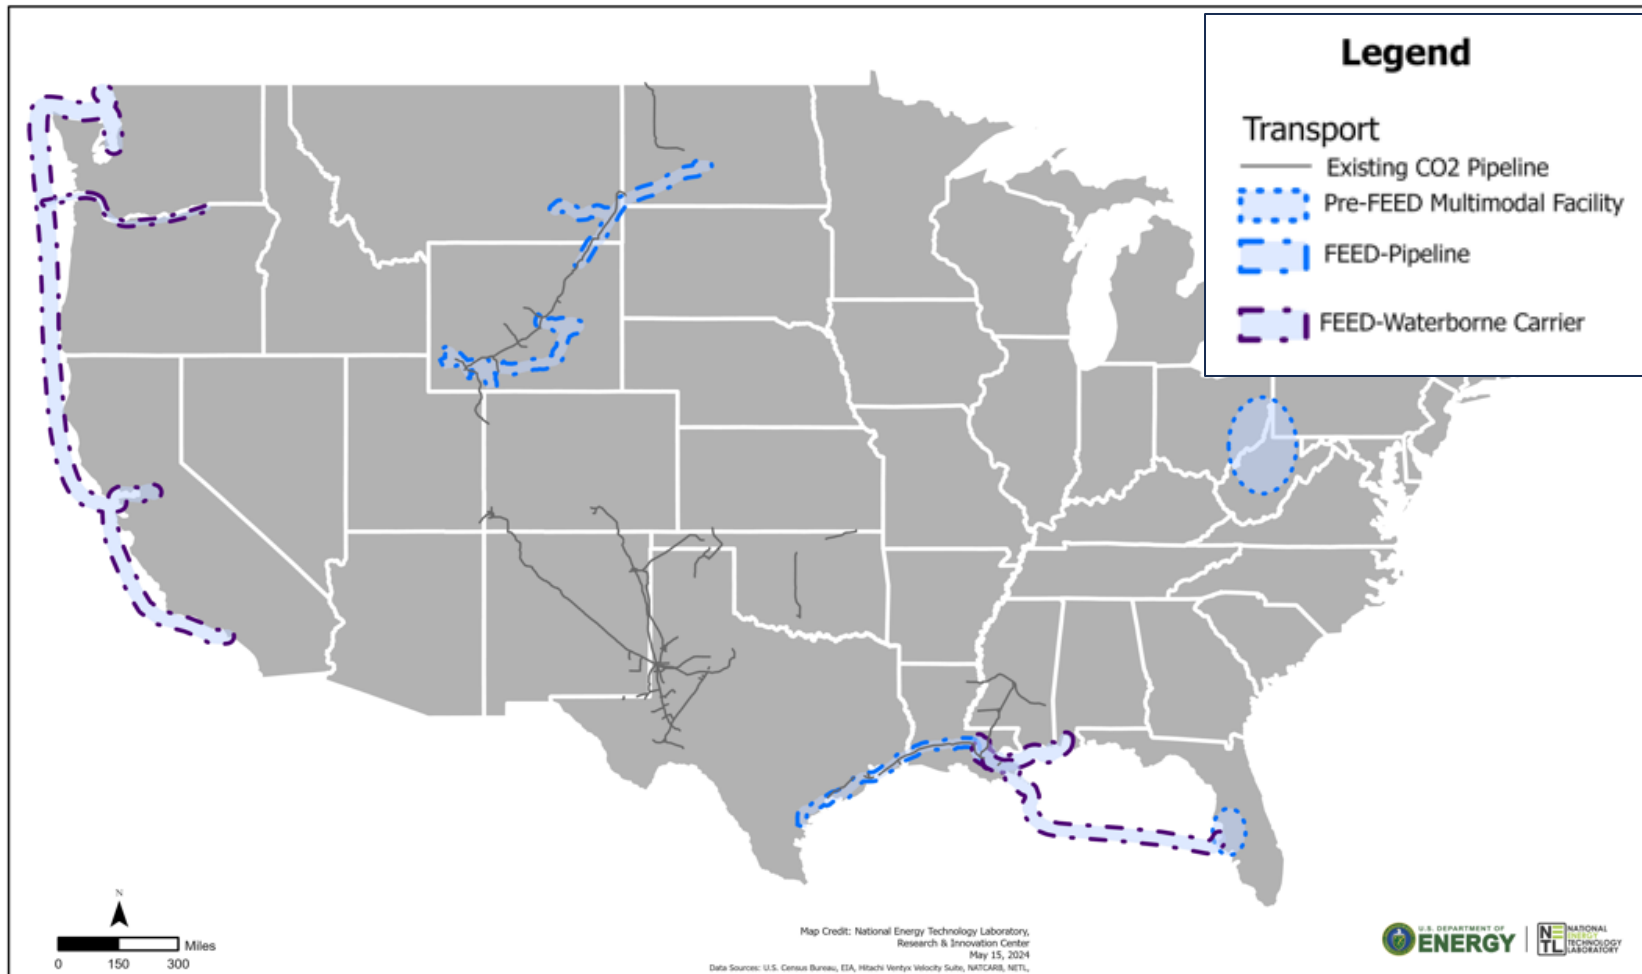 Legend
Transport
Existing CO2 Pipeline
Pre-FEED Multimodal Facility
FEED-Pipeline
FEED-Waterborne Carrier
N
Miles
0 150 300
Map Credit: National Energy Technology Laboratory,
Research & Innovation Center
May 15, 2024
Data Sources: U.S. Census Bureau, EIA, Hitachi Ventyx Velocity Suite, NATCARB, NETL,
U.S. DEPARTMENT OF
ENERGY
NETL
NATIONAL
ENERGY
TECHNOLOGY
LABORATORY